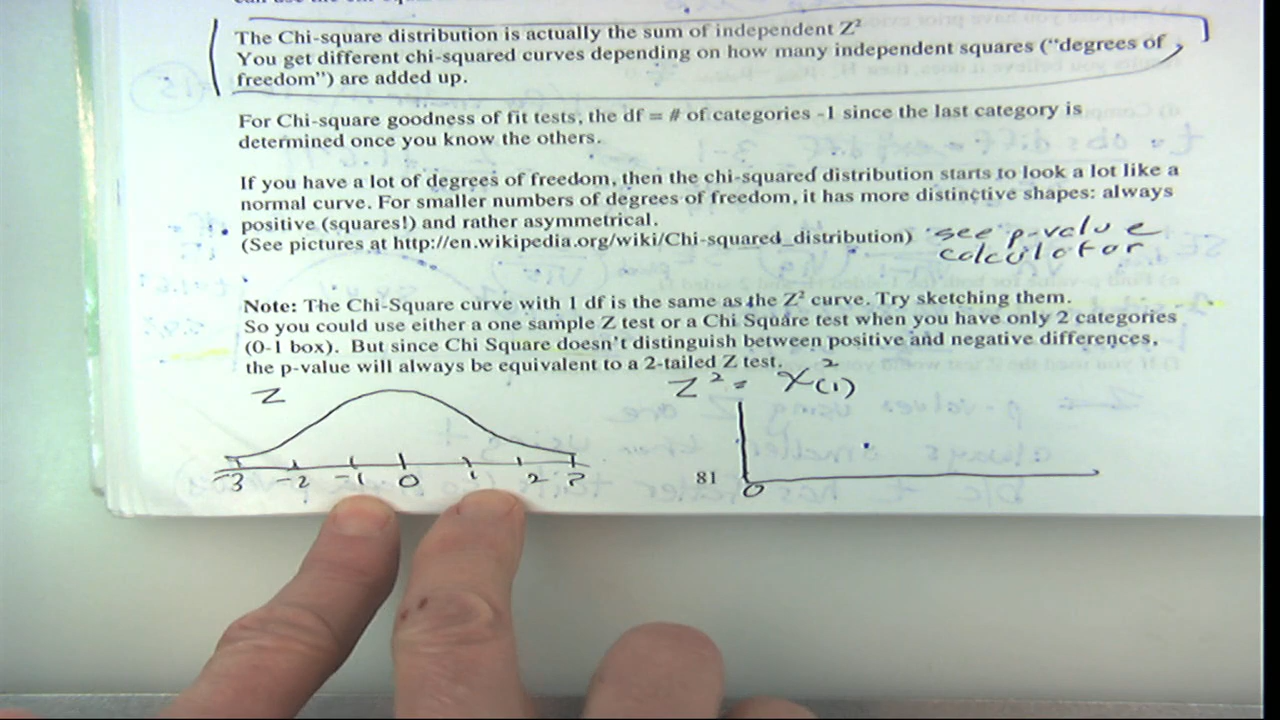 The Chi-square distribution is actually the sum of independent Z²
You get different chi-squared curves depending on how many independent squares ("degrees of
freedom") are added up.
For Chi-square goodness of fit tests, the df = # of categories -1 since the last category is
determined once you know the others.
If you have a lot of degrees of freedom, then the chi-squared distribution starts to look a lot like a
normal curve. For smaller numbers of degrees of freedom, it has more distinctive shapes: always
positive (squares!) and rather asymmetrical.
(See pictures at http://en.wikipedia.org/wiki/Chi-squared_distribution) see p-value
calculator
Note: The Chi-Square curve with 1 df is the same as the Z² curve. Try sketching them.
So you could use either a one sample Z test or a Chi Square test when you have only 2 categories
(0-1 box). But since Chi Square doesn't distinguish between positive and negative differences,
the p-value will always be equivalent to a 2-tailed Z test.
Z Z² = χ²(1)
-3 -2 -1 0 1 2 3 81 0